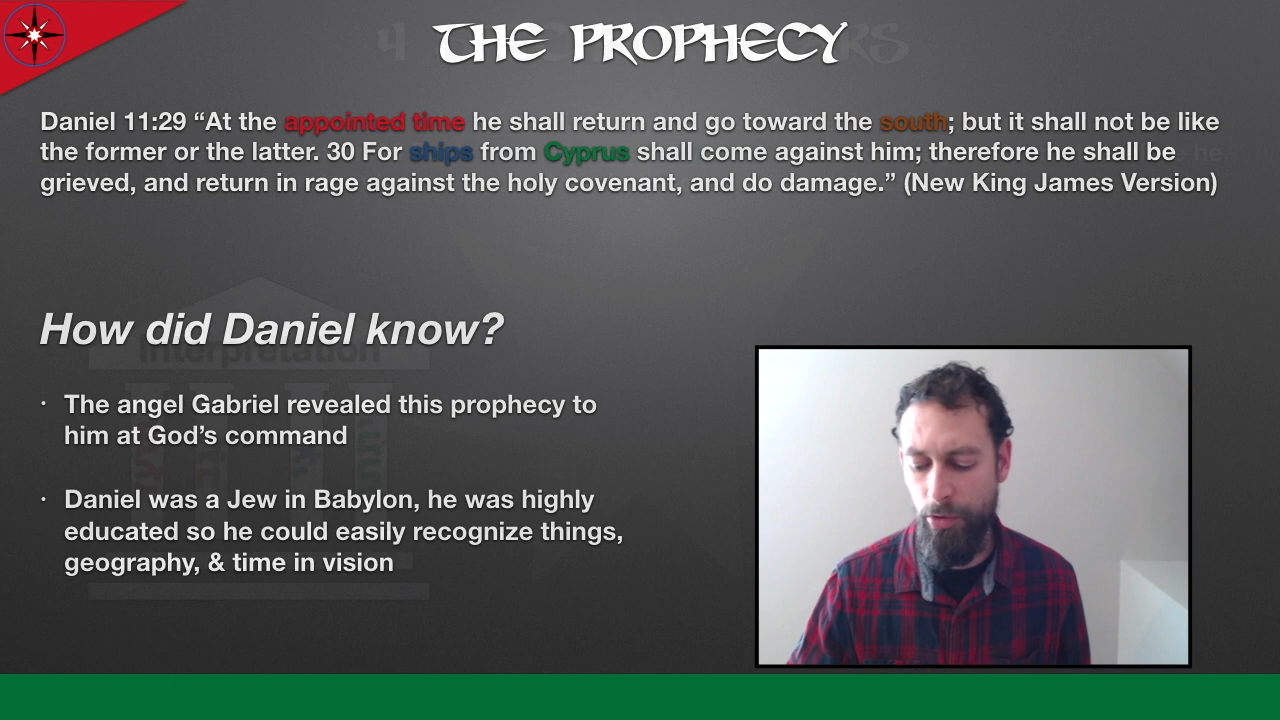 THE PROPHECY
Daniel 11:29 “At the appointed time he shall return and go toward the south; but it shall not be like
the former or the latter. 30 For ships from Cyprus shall come against him; therefore he shall be
grieved, and return in rage against the holy covenant, and do damage.” (New King James Version)
How did Daniel know?
Interpretation
· The angel Gabriel revealed this prophecy to
him at God’s command
· Daniel was a Jew in Babylon, he was highly
educated so he could easily recognize things,
geography, & time in vision